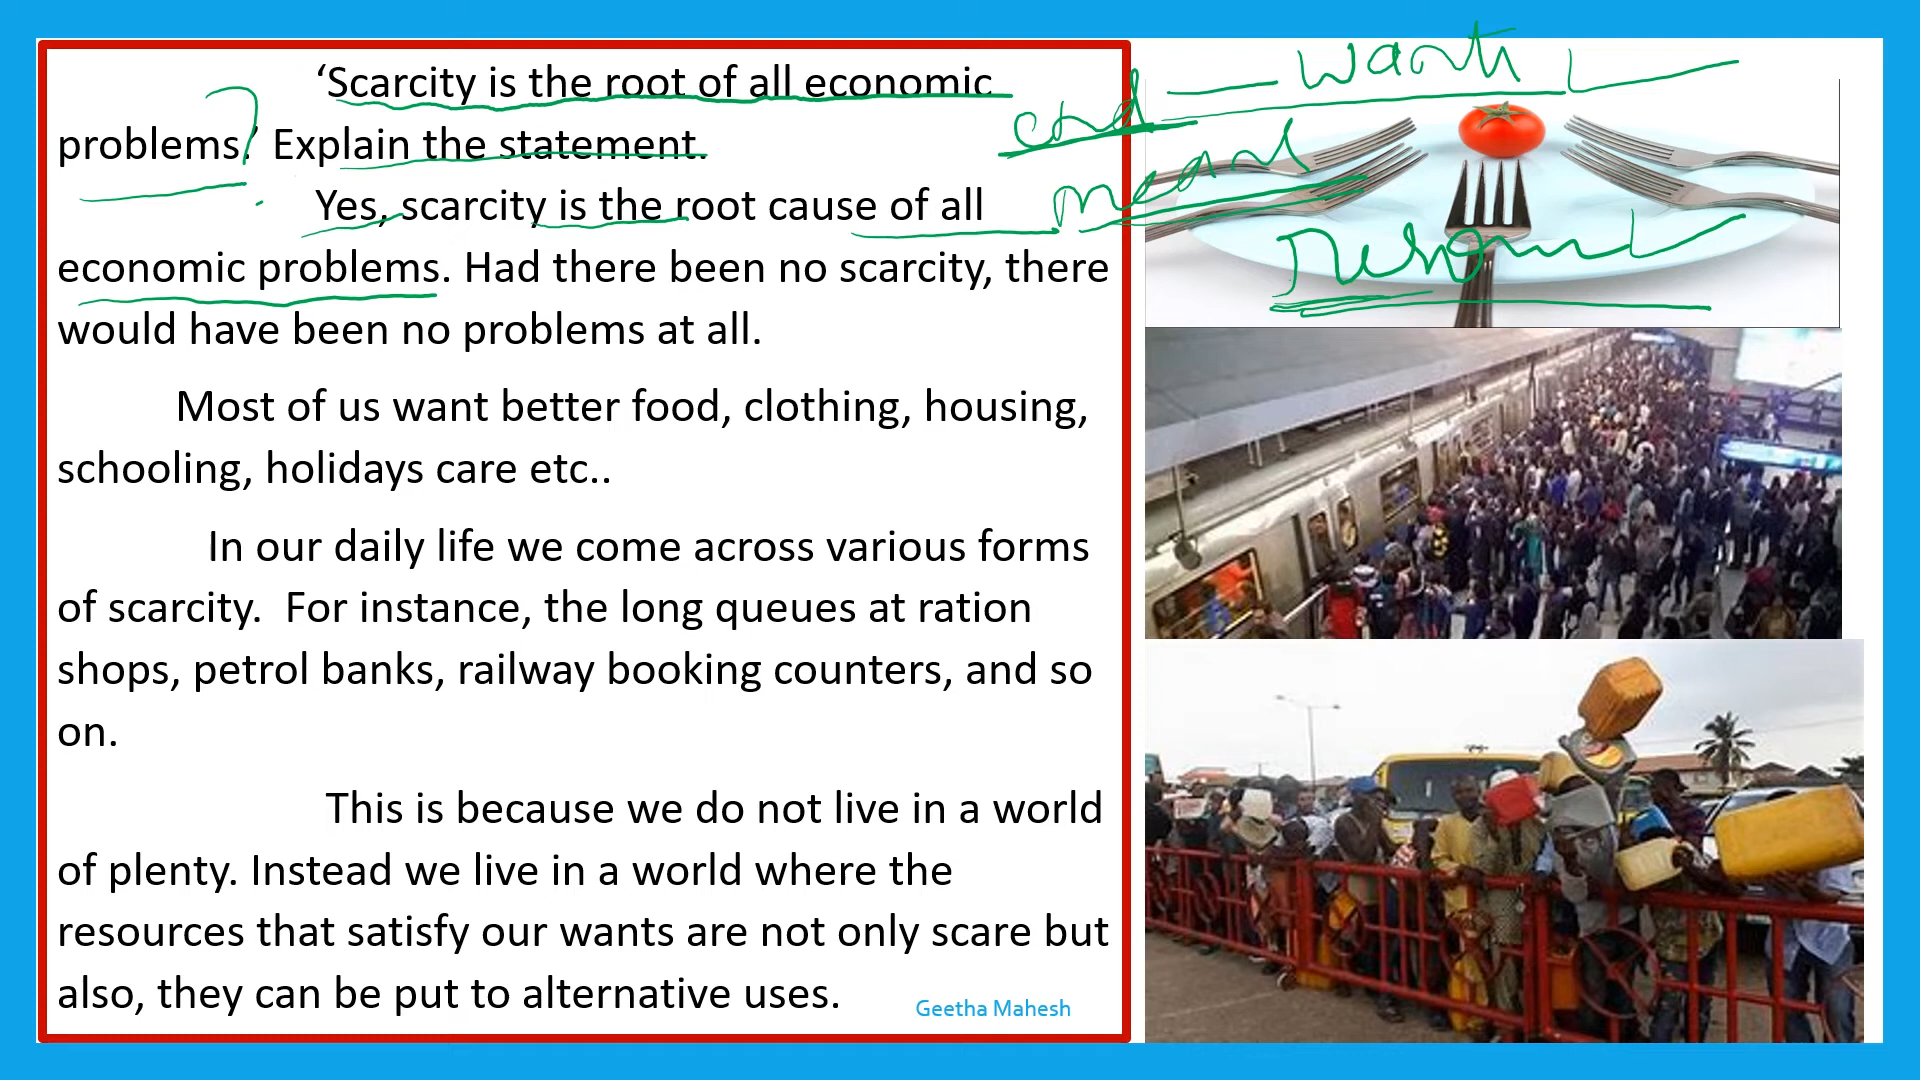 ‘Scarcity is the root of all economic
problems.’ Explain the statement.
Yes, scarcity is the root cause of all
economic problems. Had there been no scarcity, there
would have been no problems at all.
Most of us want better food, clothing, housing,
schooling, holidays care etc..
In our daily life we come across various forms
of scarcity. For instance, the long queues at ration
shops, petrol banks, railway booking counters, and so
on.
This is because we do not live in a world
of plenty. Instead we live in a world where the
resources that satisfy our wants are not only scare but
also, they can be put to alternative uses.
Geetha Mahesh
?
end — wants
means